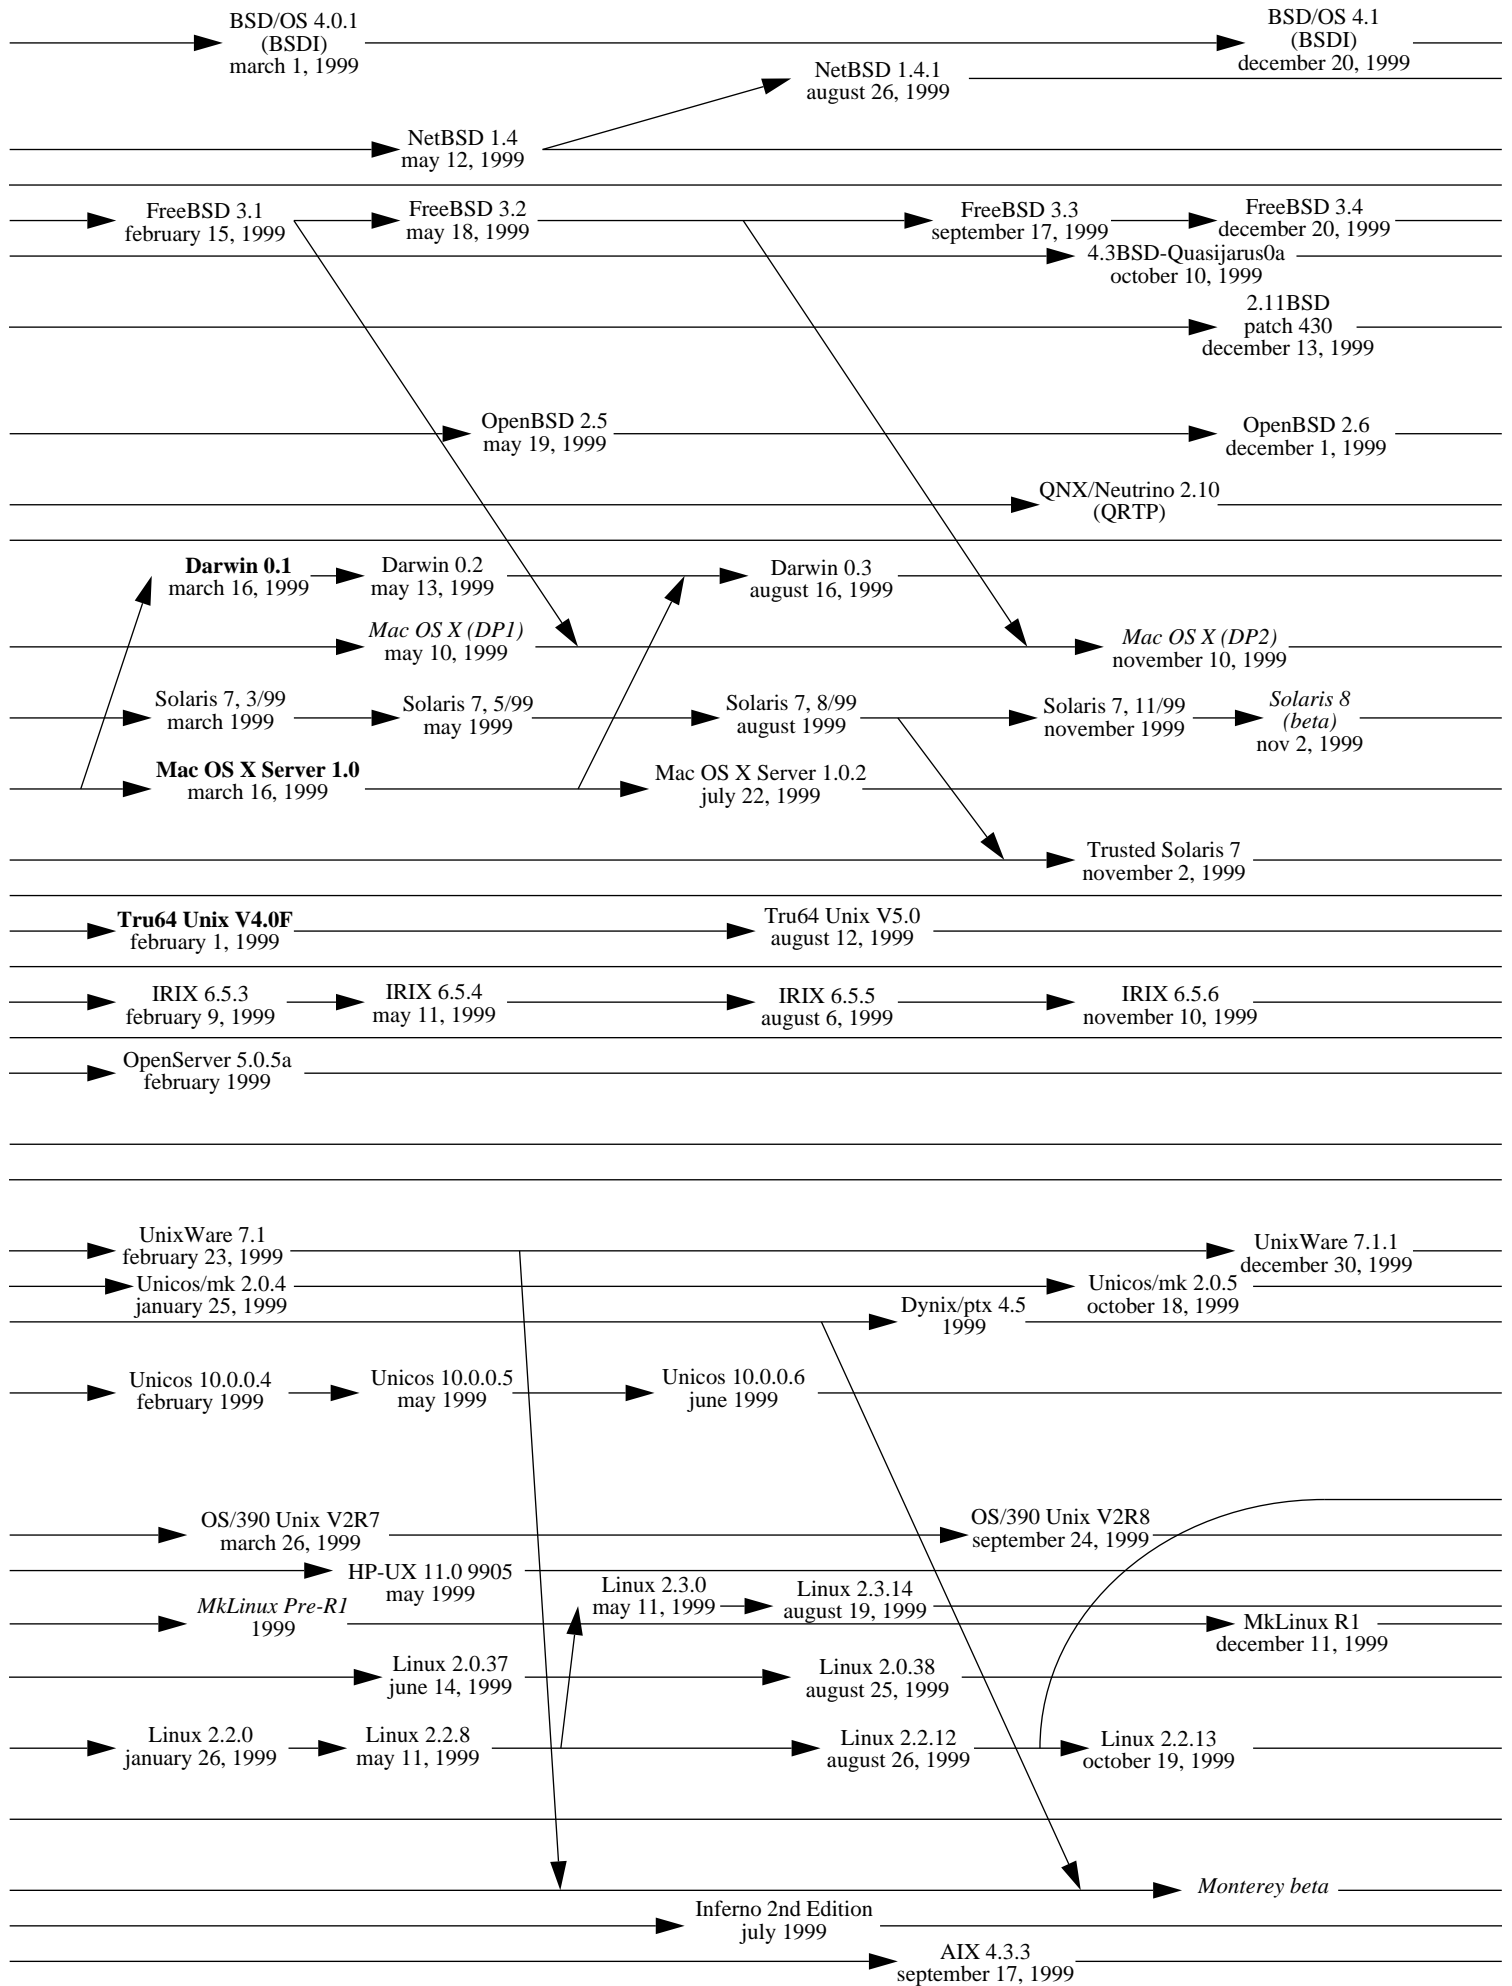 BSD/OS 4.0.1
(BSDI)
march 1, 1999
BSD/OS 4.1
(BSDI)
december 20, 1999
NetBSD 1.4.1
august 26, 1999
NetBSD 1.4
may 12, 1999
FreeBSD 3.1
february 15, 1999
FreeBSD 3.2
may 18, 1999
FreeBSD 3.3
september 17, 1999
FreeBSD 3.4
december 20, 1999
4.3BSD-Quasijarus0a
october 10, 1999
2.11BSD
patch 430
december 13, 1999
OpenBSD 2.5
may 19, 1999
OpenBSD 2.6
december 1, 1999
QNX/Neutrino 2.10
(QRTP)
Darwin 0.1
march 16, 1999
Darwin 0.2
may 13, 1999
Darwin 0.3
august 16, 1999
Mac OS X (DP1)
may 10, 1999
Mac OS X (DP2)
november 10, 1999
Solaris 7, 3/99
march 1999
Solaris 7, 5/99
may 1999
Solaris 7, 8/99
august 1999
Solaris 7, 11/99
november 1999
Solaris 8
(beta)
nov 2, 1999
Mac OS X Server 1.0
march 16, 1999
Mac OS X Server 1.0.2
july 22, 1999
Trusted Solaris 7
november 2, 1999
Tru64 Unix V4.0F
february 1, 1999
Tru64 Unix V5.0
august 12, 1999
IRIX 6.5.3
february 9, 1999
IRIX 6.5.4
may 11, 1999
IRIX 6.5.5
august 6, 1999
IRIX 6.5.6
november 10, 1999
OpenServer 5.0.5a
february 1999
UnixWare 7.1
february 23, 1999
UnixWare 7.1.1
december 30, 1999
Unicos/mk 2.0.4
january 25, 1999
Unicos/mk 2.0.5
october 18, 1999
Dynix/ptx 4.5
1999
Unicos 10.0.0.4
february 1999
Unicos 10.0.0.5
may 1999
Unicos 10.0.0.6
june 1999
OS/390 Unix V2R7
march 26, 1999
OS/390 Unix V2R8
september 24, 1999
HP-UX 11.0 9905
may 1999
Linux 2.3.0
may 11, 1999
Linux 2.3.14
august 19, 1999
MkLinux Pre-R1
1999
MkLinux R1
december 11, 1999
Linux 2.0.37
june 14, 1999
Linux 2.0.38
august 25, 1999
Linux 2.2.0
january 26, 1999
Linux 2.2.8
may 11, 1999
Linux 2.2.12
august 26, 1999
Linux 2.2.13
october 19, 1999
Monterey beta
Inferno 2nd Edition
july 1999
AIX 4.3.3
september 17, 1999